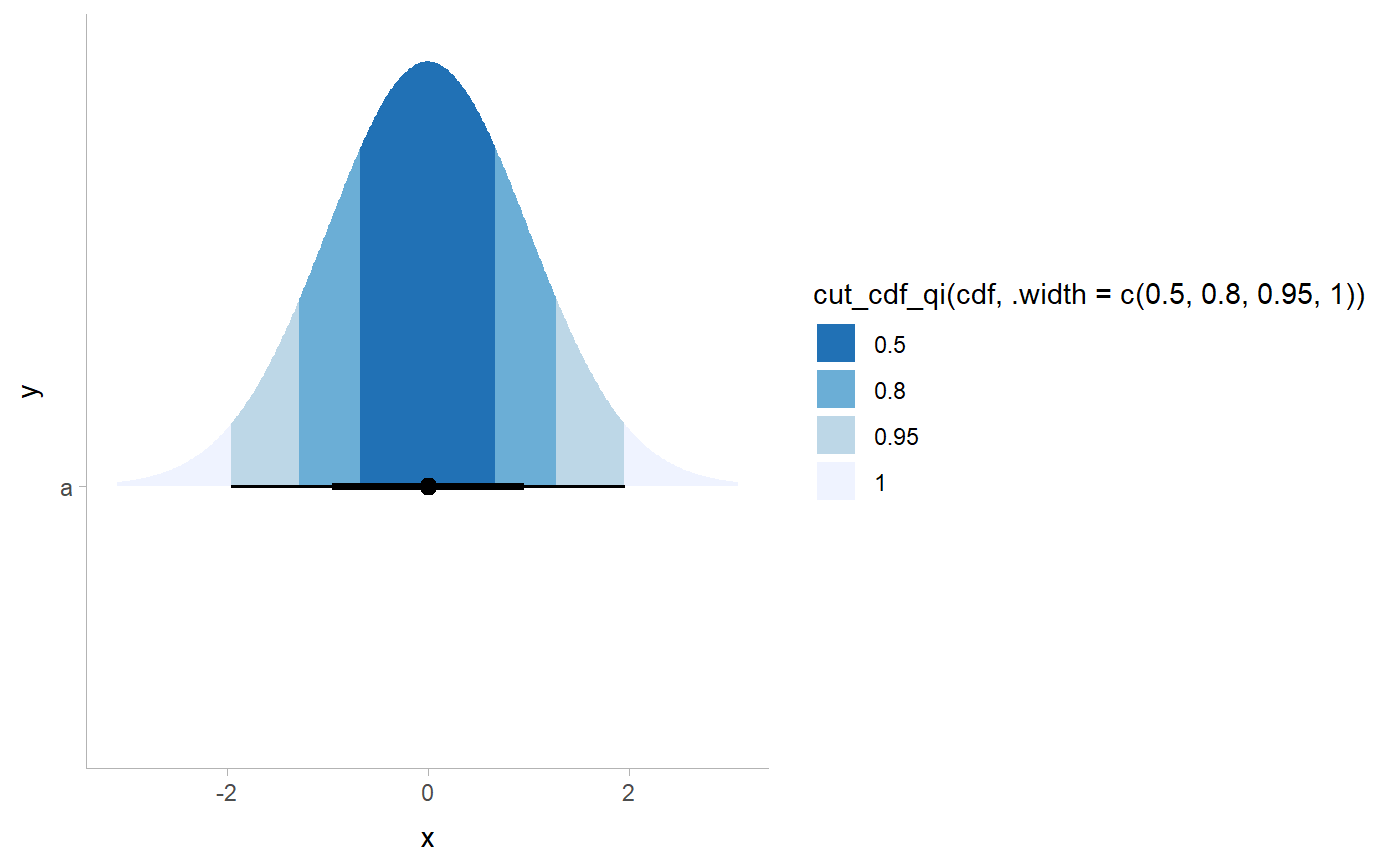 y
a
-2 0 2
x
cut_cdf_qi(cdf, .width = c(0.5, 0.8, 0.95, 1))
0.5
0.8
0.95
1